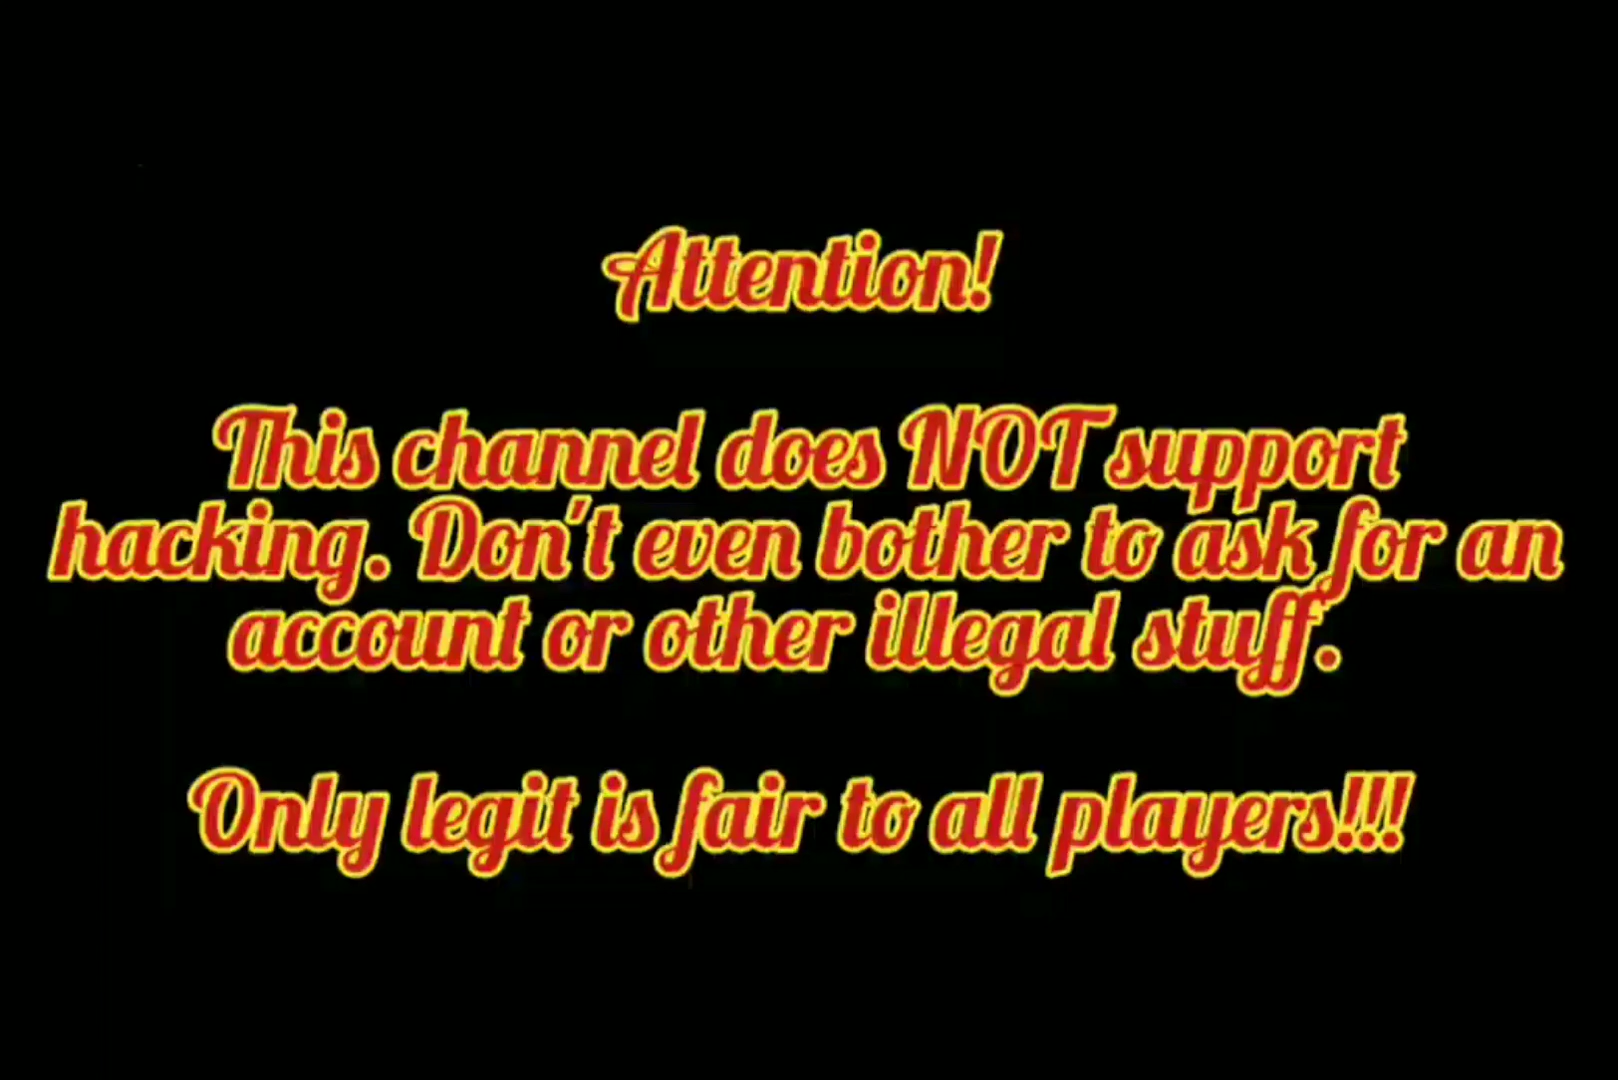 Attention!
This channel does NOT support
hacking. Don't even bother to ask for an
account or other illegal stuff.
Only legit is fair to all players!!!